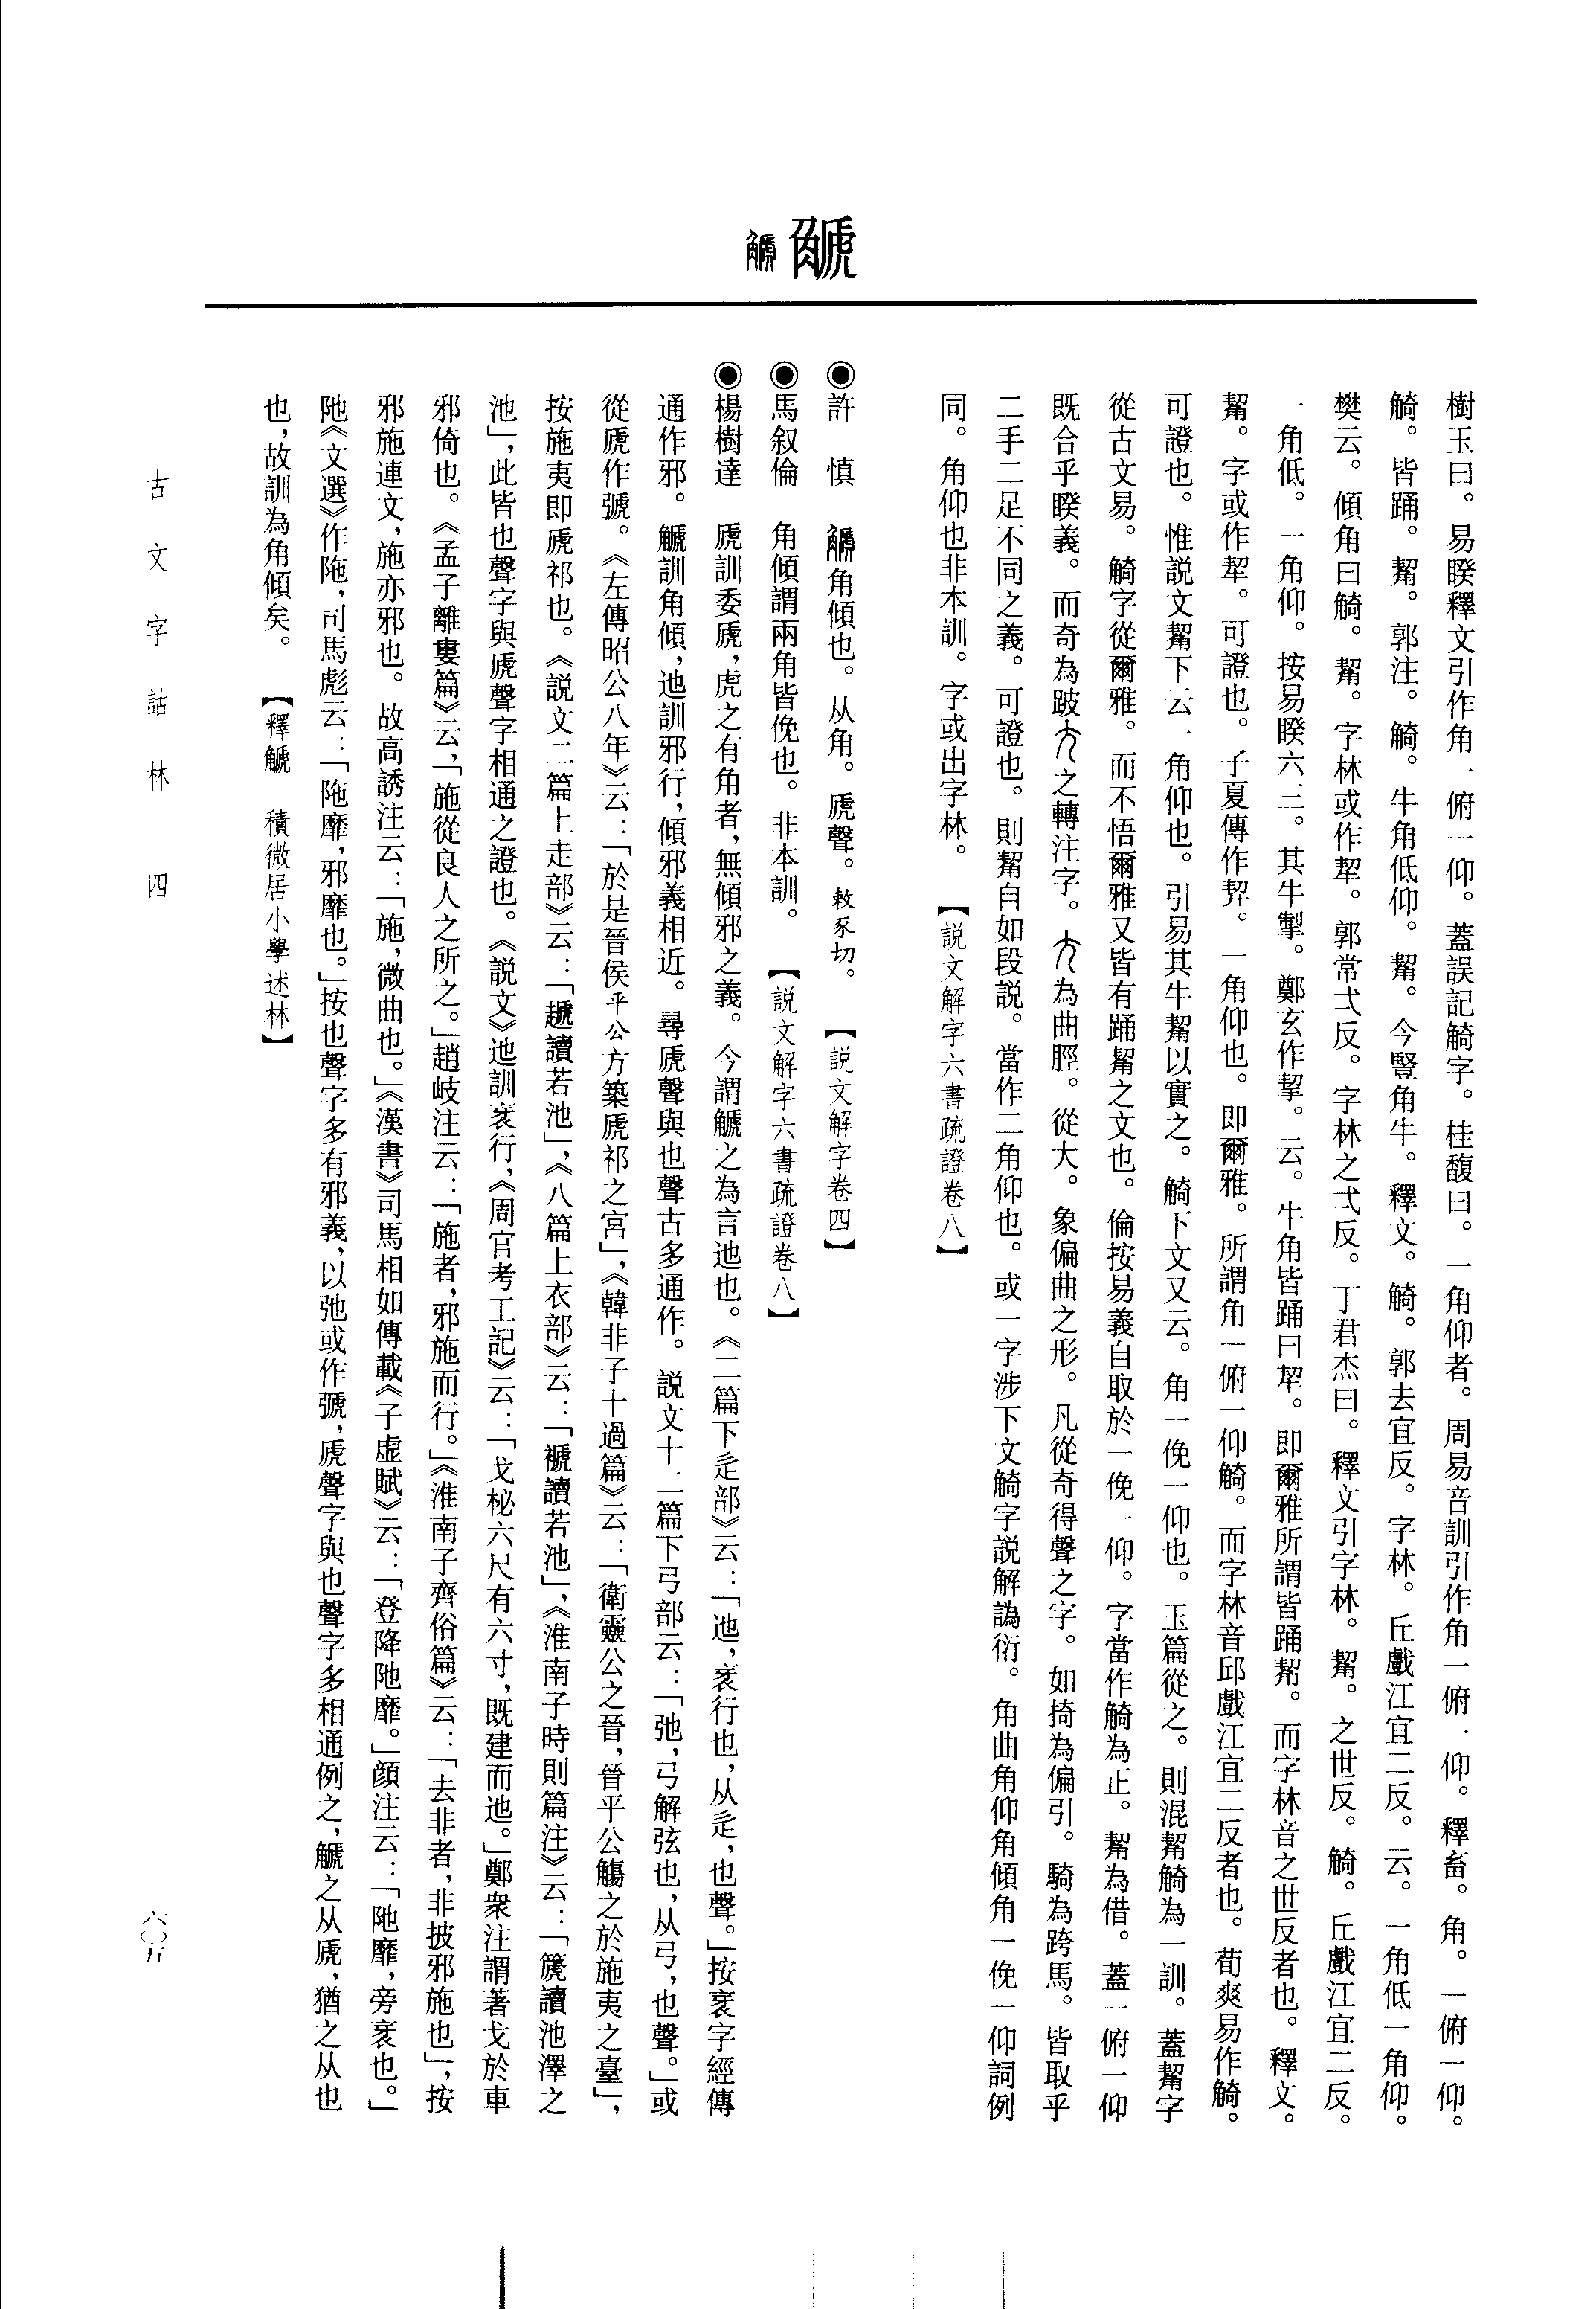 樹玉曰。易睽釋文引作角一俯一仰。蓋誤記觭字。桂馥曰。一角仰者。周易音訓引作角一俯一仰。釋畜。角。一俯一仰。
觭。皆踊。觢。郭注。觭。牛角低仰。觢。今豎角牛。釋文。觭。郭去宜反。字林。丘戲江宜二反。云。一角低一角仰。
樊云。傾角曰觭。觢。字林或作犎。郭常弋反。字林之弋反。丁君杰曰。釋文引字林。觢。之世反。觭。丘戲江宜二反。
一角低。一角仰。按易睽六三。其牛掣。鄭玄作挈。云。牛角皆踊曰挈。即爾雅所謂皆踊觢。而字林音之世反者也。釋文。
觢。字或作挈。可證也。子夏傳作契。一角仰也。即爾雅。所謂角一俯一仰觭。而字林音邱戲江宜二反者也。荀爽易作觭。
可證也。惟説文觢下云一角仰也。引易其牛觢以實之。觭下文又云。角一俛一仰也。玉篇從之。則混觢觭為一訓。蓋觢字
從古文易。觭字從爾雅。而不悟爾雅又皆有踊觢之文也。倫按易義自取於一俛一仰。字當作觭為正。觢為借。蓋一俯一仰
既合乎睽義。而奇為跛之轉注字。為曲脛。從大。象偏曲之形。凡從奇得聲之字。如掎為偏引。騎為跨馬。皆取乎
二手二足不同之義。可證也。則觢自如段説。當作二角仰也。或一字涉下文觭字説解譌衍。角曲角仰角傾角一俛一仰詞例
同。角仰也非本訓。字或出字林。【説文解字六書疏證卷八】
觬
許　慎　角傾也。从角。虒聲。敕豕切。【説文解字卷四】
馬叙倫　角傾謂兩角皆俛也。非本訓。【説文解字六書疏證卷八】
楊樹達　虒訓委虒，虎之有角者，無傾邪之義。今謂䚦之為言迆也。《二篇下辵部》云：「迆，衺行也，从辵，也聲。」按衺字經傳
通作邪。䚦訓角傾，迆訓邪行，傾邪義相近。尋虒聲與也聲古多通作。説文十二篇下弓部云：「弛，弓解弦也，从弓，也聲。」或
從虒作䚦。《左傳昭公八年》云：「於是晉侯平公方築虒祁之宮」，《韓非子十過篇》云：「衛靈公之晉，晉平公觴之於施夷之臺」，
按施夷即虒祁也。《説文二篇上走部》云：「䞾讀若池」，《八篇上衣部》云：「褫讀若池」，《淮南子時則篇注》云：「篪讀池澤之
池」，此皆也聲字與虒聲字相通之證也。《説文》迆訓衺行，《周官考工記》云：「戈柲六尺有六寸，既建而迆。」鄭衆注謂著戈於車
邪倚也。《孟子離婁篇》云，「施從良人之所之。」趙岐注云：「施者，邪施而行。」《淮南子齊俗篇》云：「去非者，非披邪施也」，按
邪施連文，施亦邪也。故高誘注云：「施，微曲也。」《漢書》司馬相如傳載《子虛賦》云：「登降阤靡。」顔注云：「阤靡，旁衺也。」
阤《文選》作陁，司馬彪云：「陁靡，邪靡也。」按也聲字多有邪義，以弛或作䚦，虒聲字與也聲字多相通例之，䚦之从虒，猶之从也
也，故訓為角傾矣。【釋䚦　積微居小學述林】
古文字詁林　四
六〇五